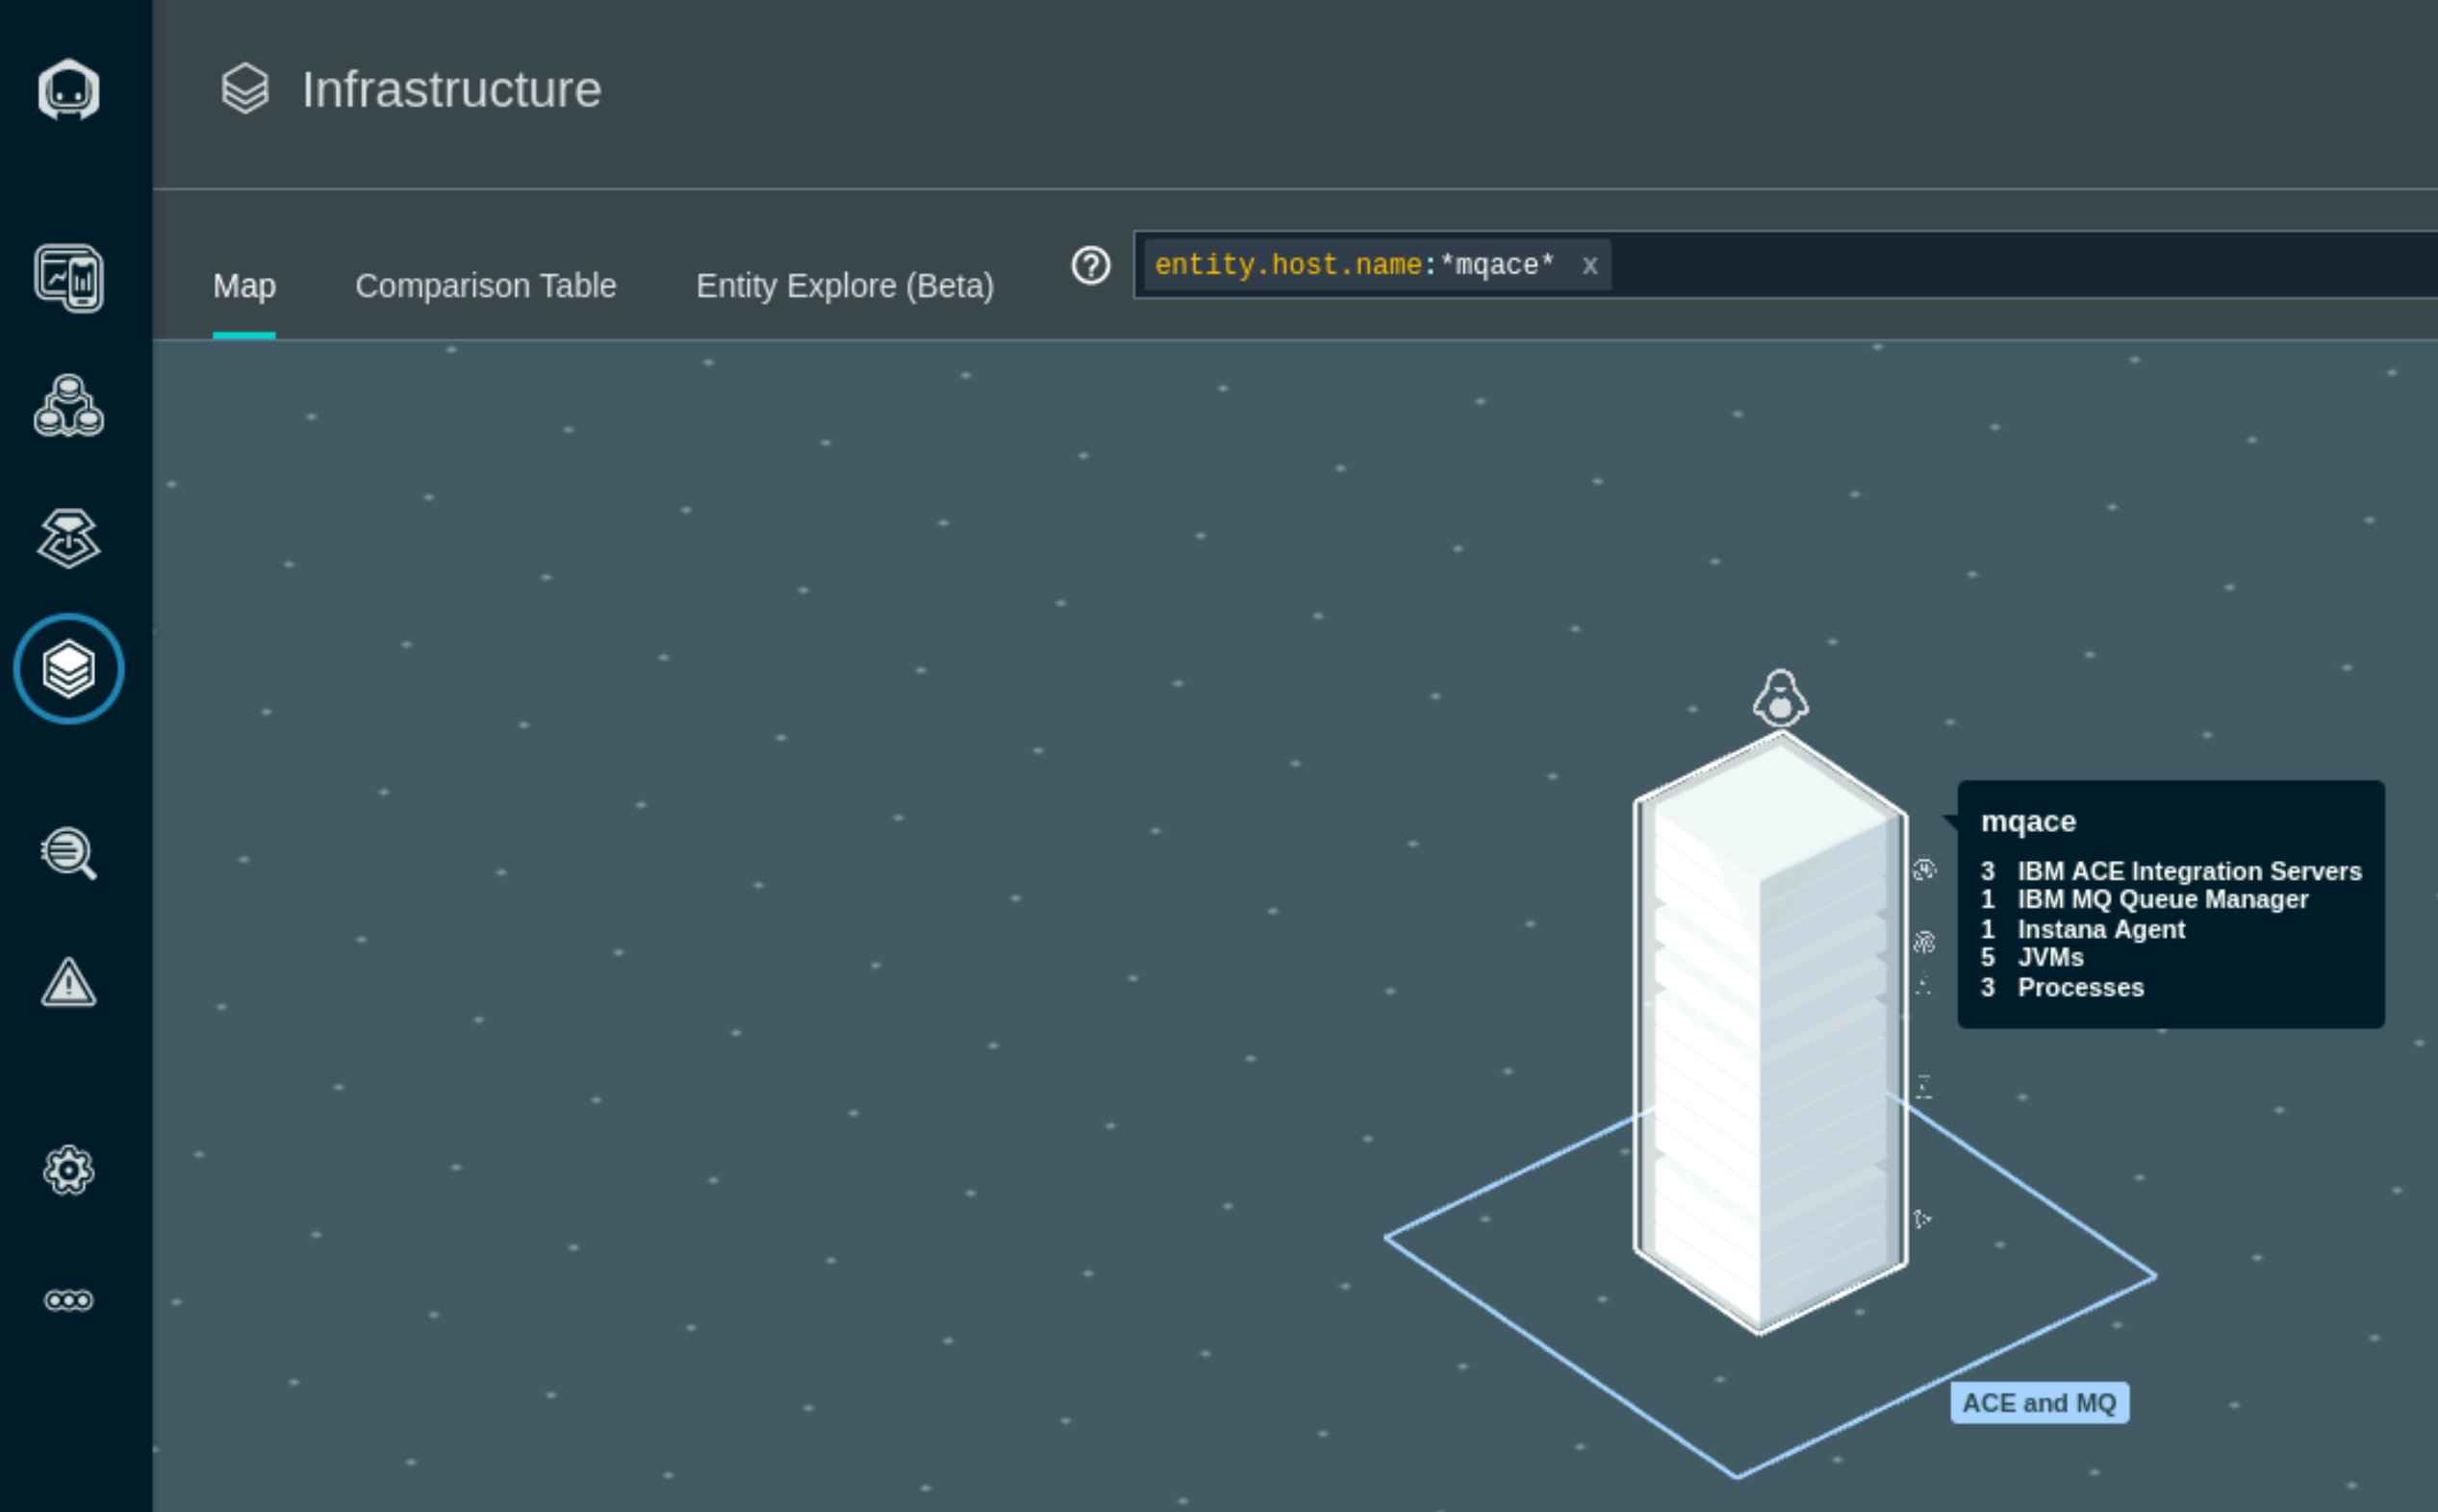 Infrastructure
Map Comparison Table Entity Explore (Beta) ? entity.host.name:*mqace* x
mqace
3 IBM ACE Integration Servers
1 IBM MQ Queue Manager
1 Instana Agent
5 JVMs
3 Processes
ACE and MQ